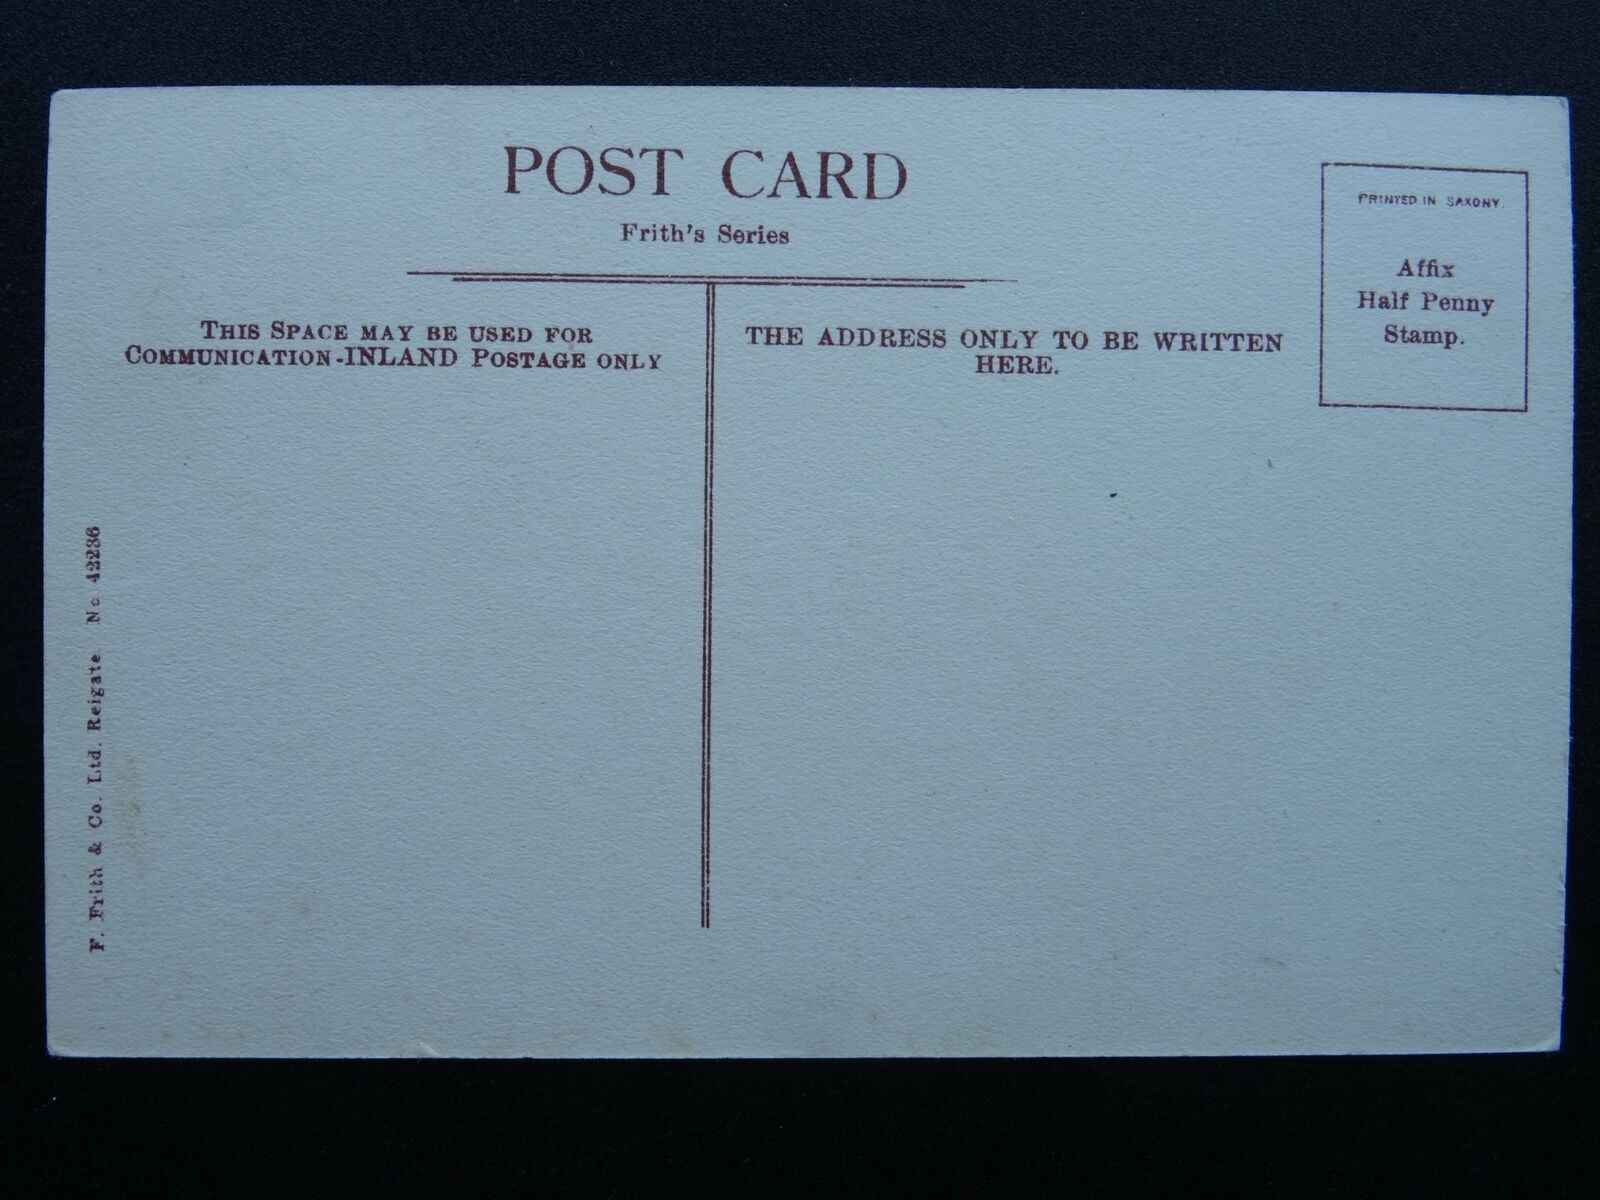 POST CARD
Frith's Series
PRINTED IN SAXONY.
Affix
Half Penny
Stamp.
THIS SPACE MAY BE USED FOR
COMMUNICATION-INLAND POSTAGE ONLY
THE ADDRESS ONLY TO BE WRITTEN
HERE.
F. Frith & Co. Ltd. Reigate No. 43236